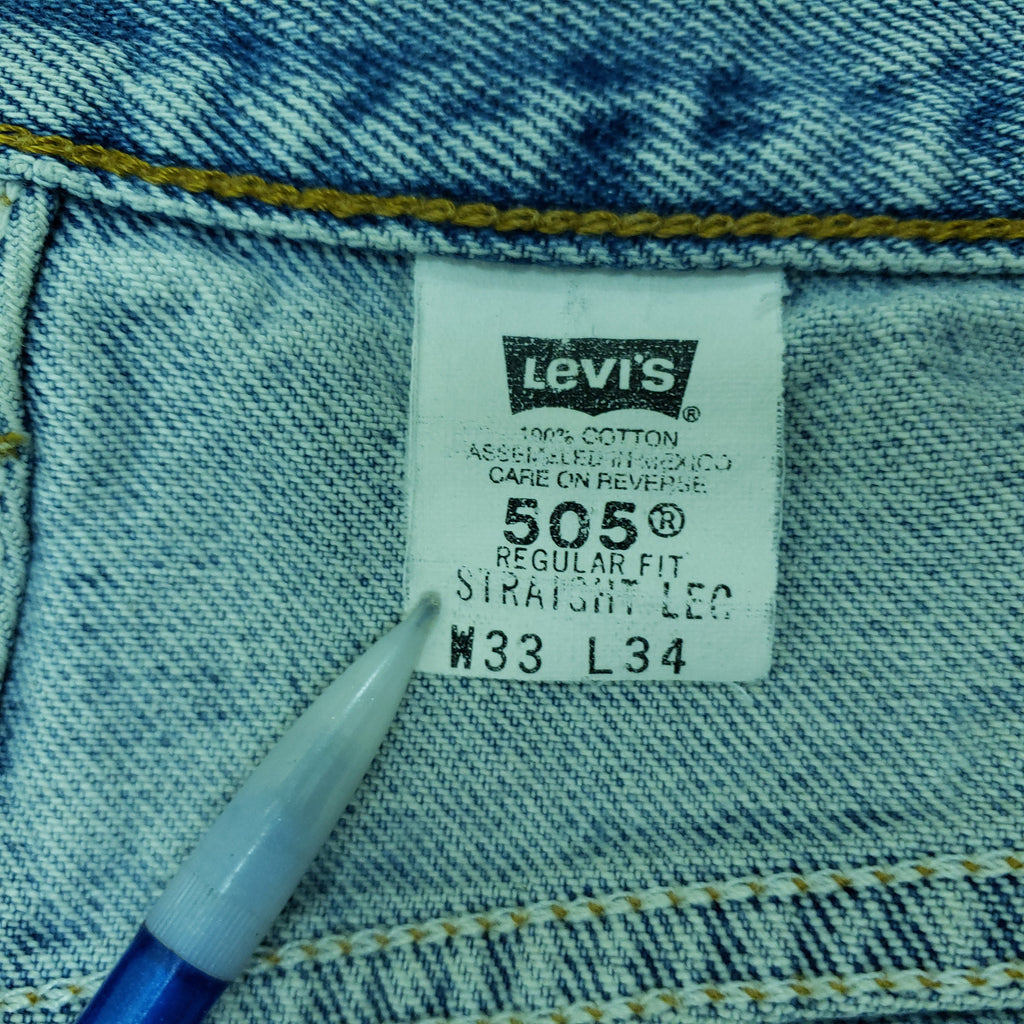 Levi's®
100% COTTON
ASSEMBLED IN MEXICO
CARE ON REVERSE
505®
REGULAR FIT
STRAIGHT LEG
W33 L34